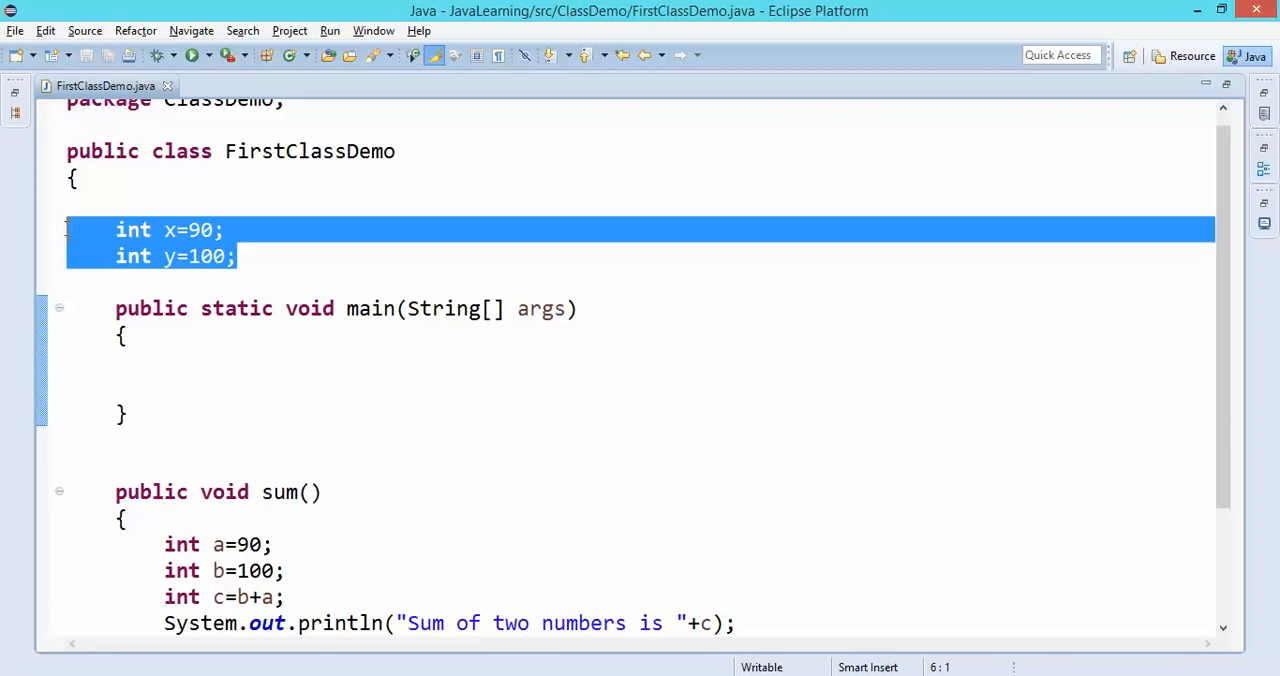 Java - JavaLearning/src/ClassDemo/FirstClassDemo.java - Eclipse Platform
File Edit Source Refactor Navigate Search Project Run Window Help
Quick Access Resource Java
FirstClassDemo.java
package ClassDemo;
public class FirstClassDemo
{
int x=90;
int y=100;
public static void main(String[] args)
{
}
public void sum()
{
int a=90;
int b=100;
int c=b+a;
System.out.println("Sum of two numbers is "+c);
Writable Smart Insert 6 : 1